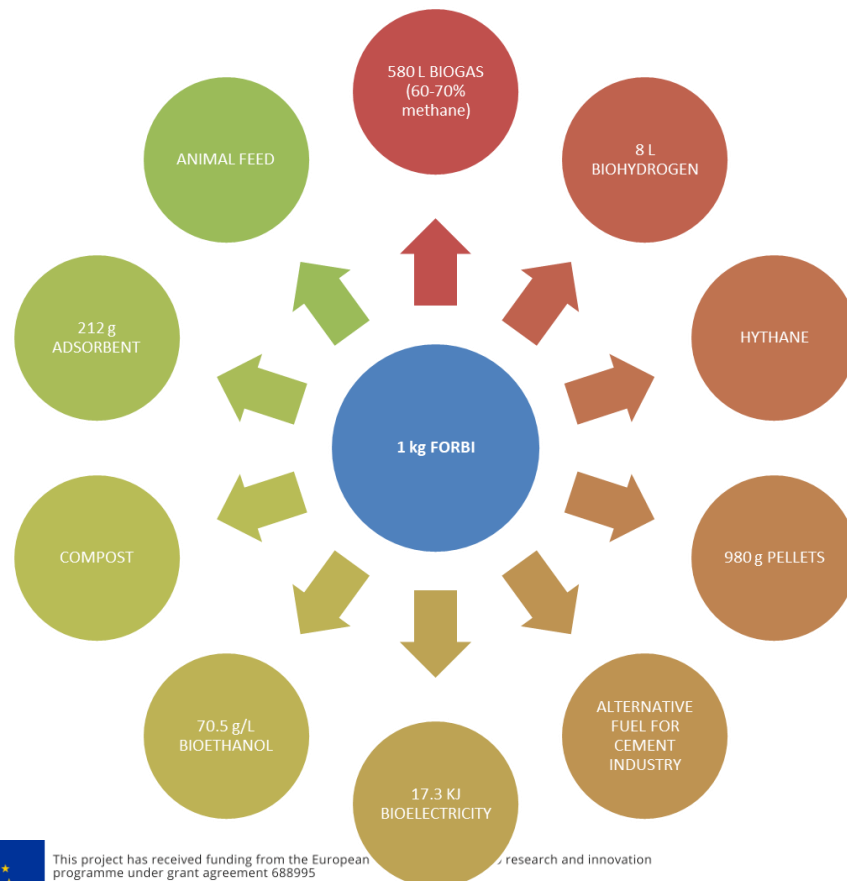 580 L BIOGAS
(60-70%
methane)
8 L
BIOHYDROGEN
HYTHANE
980 g PELLETS
ALTERNATIVE
FUEL FOR
CEMENT
INDUSTRY
17.3 KJ
BIOELECTRICITY
70.5 g/L
BIOETHANOL
COMPOST
212 g
ADSORBENT
ANIMAL FEED
1 kg FORBI
This project has received funding from the European
research and innovation
programme under grant agreement 688995